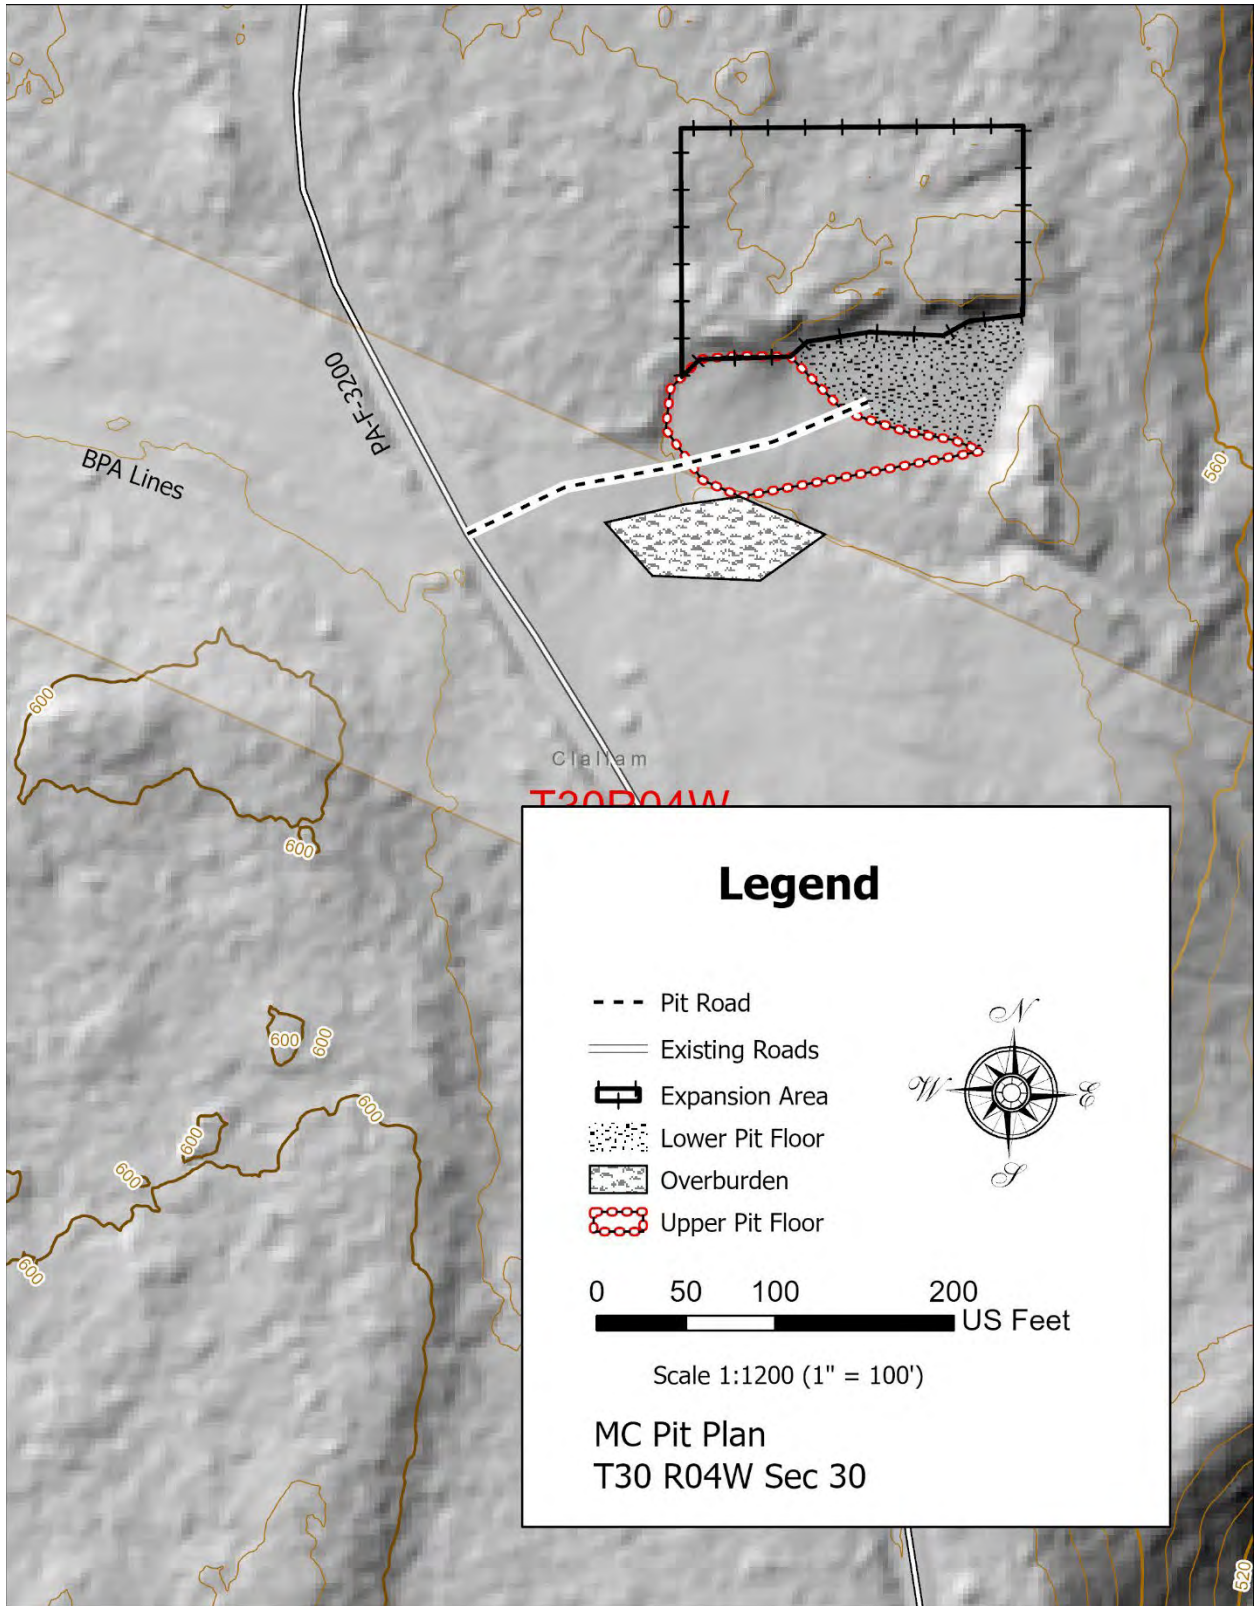 PA-F-3200
BPA Lines
560
600
Clallam
T30R04W
600
600
600
600
600
600
600
600
520
Legend
Pit Road
Existing Roads
Expansion Area
Lower Pit Floor
Overburden
Upper Pit Floor
N
W E
S
0 50 100 200
US Feet
Scale 1:1200 (1" = 100')
MC Pit Plan
T30 R04W Sec 30